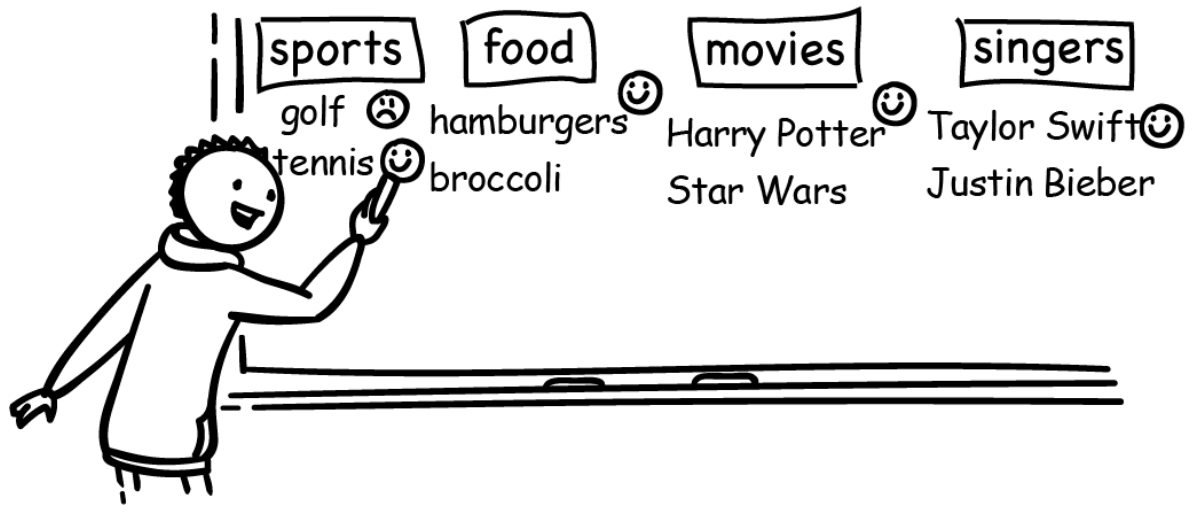 sports
golf
tennis
food
hamburgers
broccoli
movies
Harry Potter
Star Wars
singers
Taylor Swift
Justin Bieber